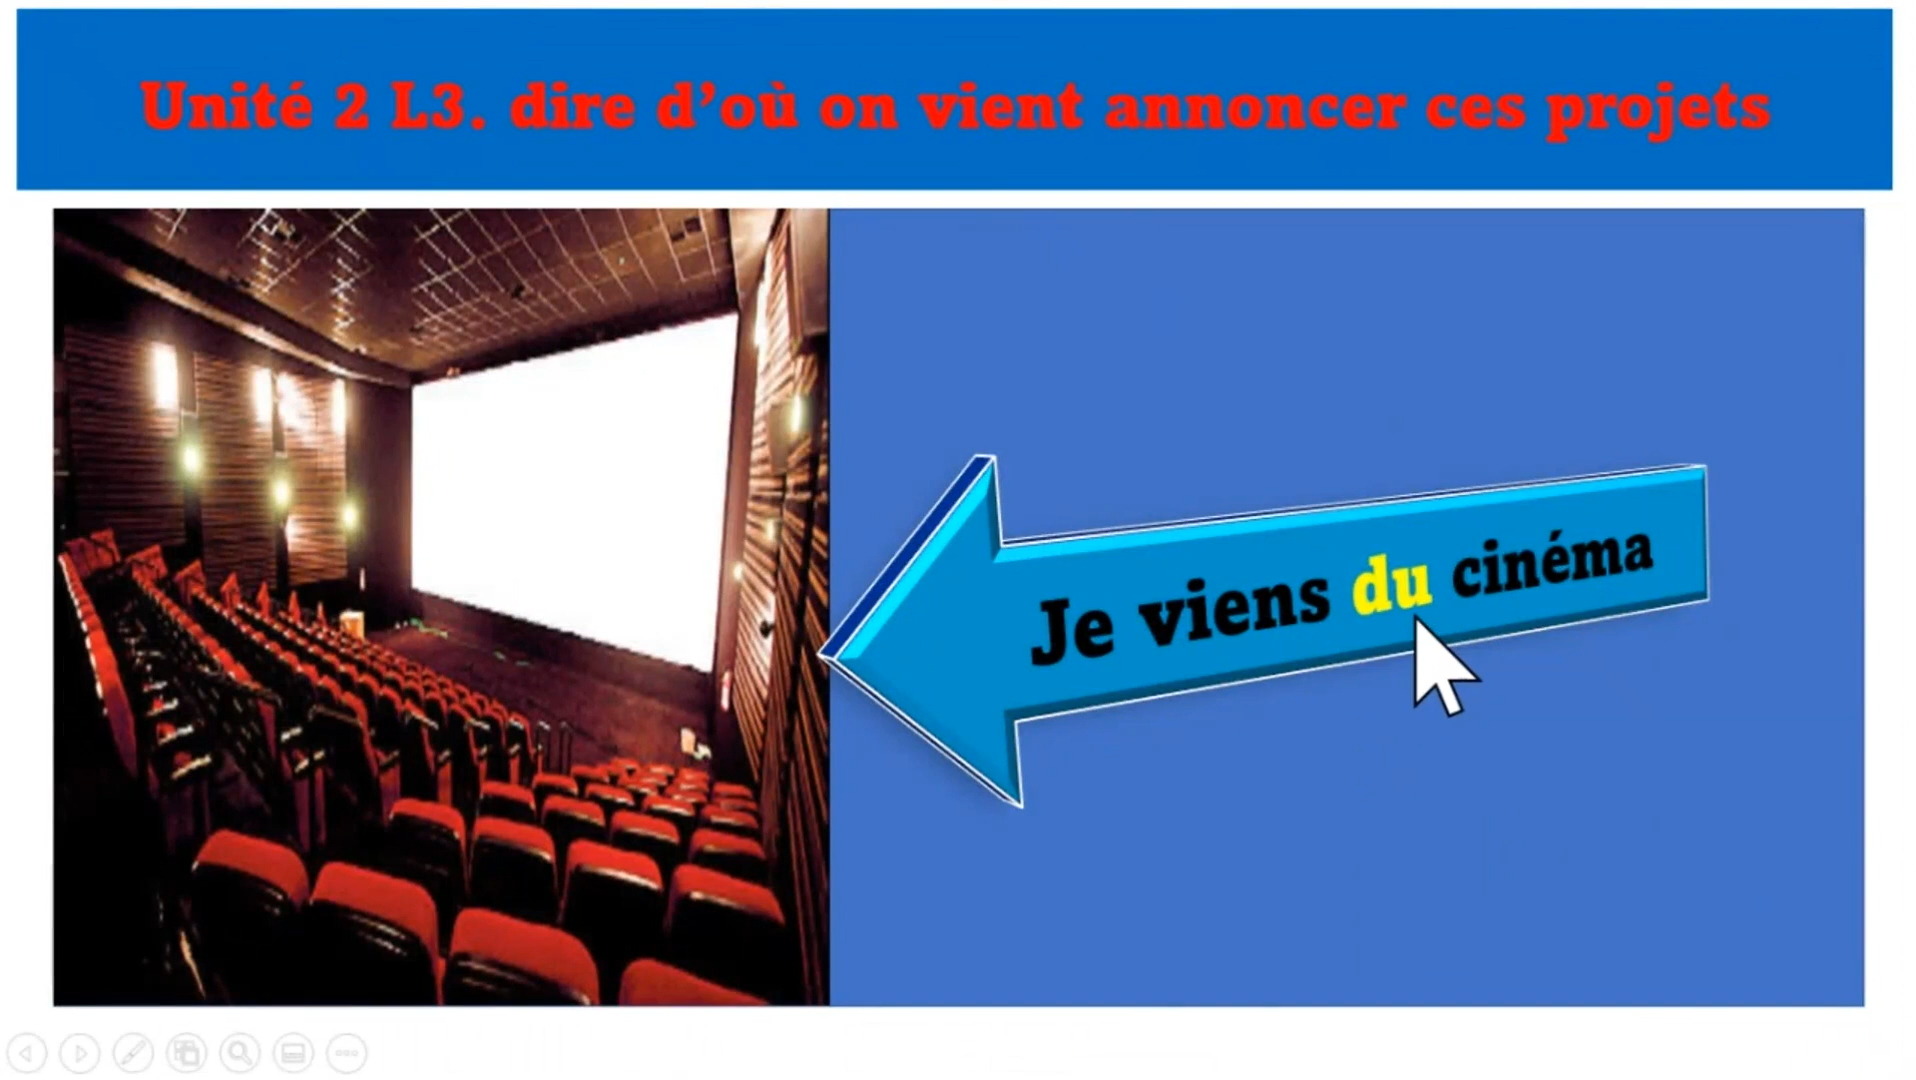 Unité 2 L3. dire d’où on vient annoncer ces projets
Je viens du cinéma